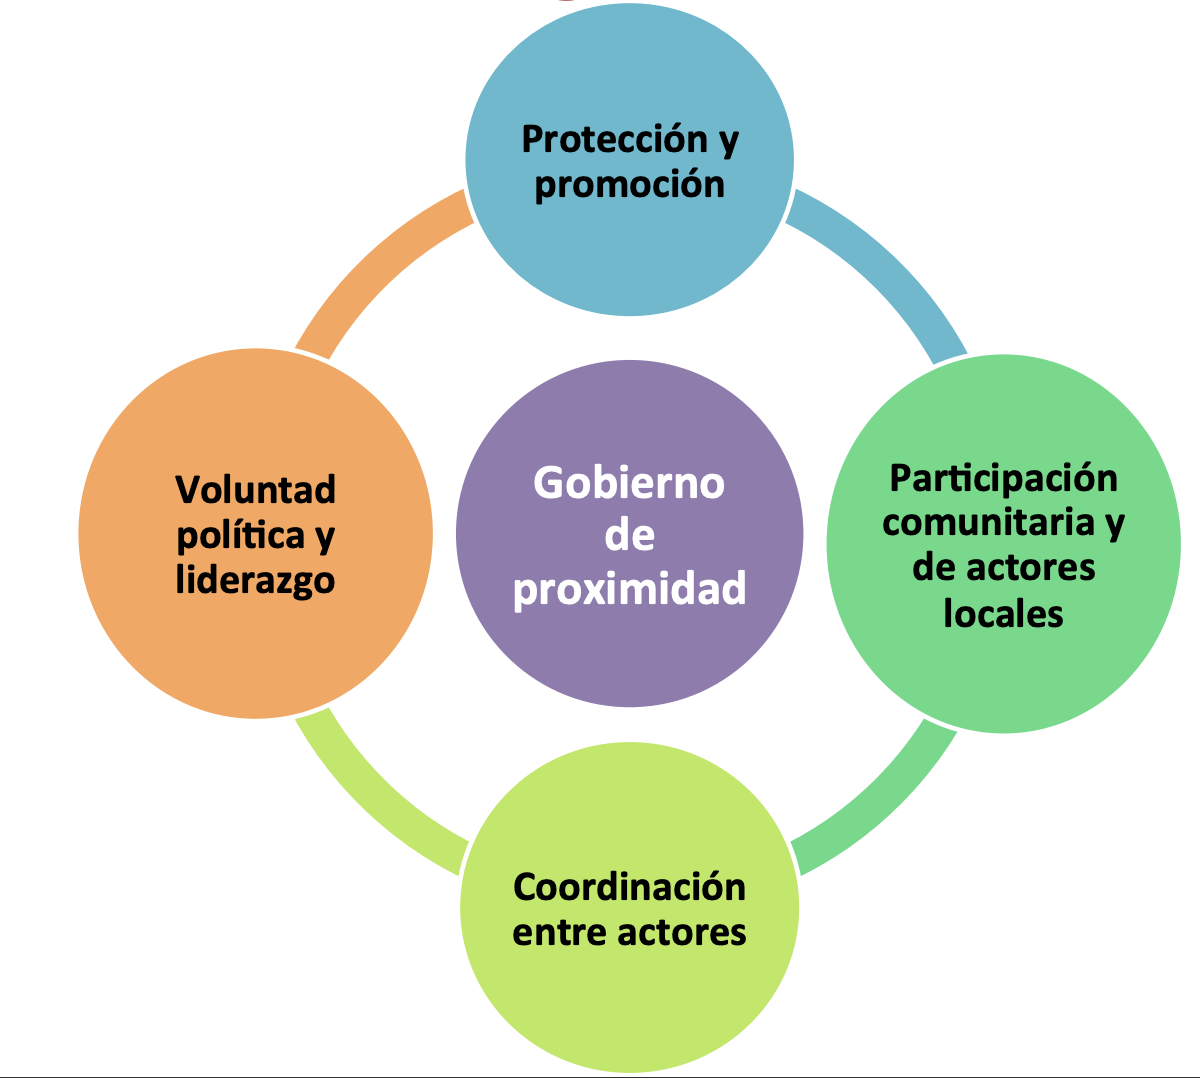 Protección y
promoción
Voluntad
política y
liderazgo
Gobierno
de
proximidad
Participación
comunitaria y
de actores
locales
Coordinación
entre actores